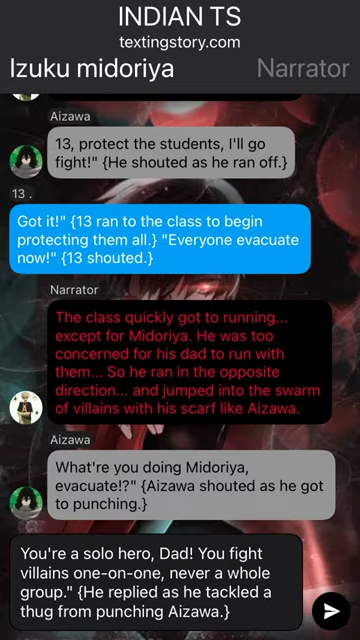 INDIAN TS
textingstory.com
Izuku midoriya
Narrator
Aizawa
13, protect the students, I'll go
fight!" {He shouted as he ran off.}
13 .
Got it!" {13 ran to the class to begin
protecting them all.} "Everyone evacuate
now!" {13 shouted.}
Narrator
The class quickly got to running...
except for Midoriya. He was too
concerned for his dad to run with
them... So he ran in the opposite
direction... and jumped into the swarm
of villains with his scarf like Aizawa.
Aizawa
What're you doing Midoriya,
evacuate!?" {Aizawa shouted as he got
to punching.}
You're a solo hero, Dad! You fight
villains one-on-one, never a whole
group." {He replied as he tackled a
thug from punching Aizawa.}